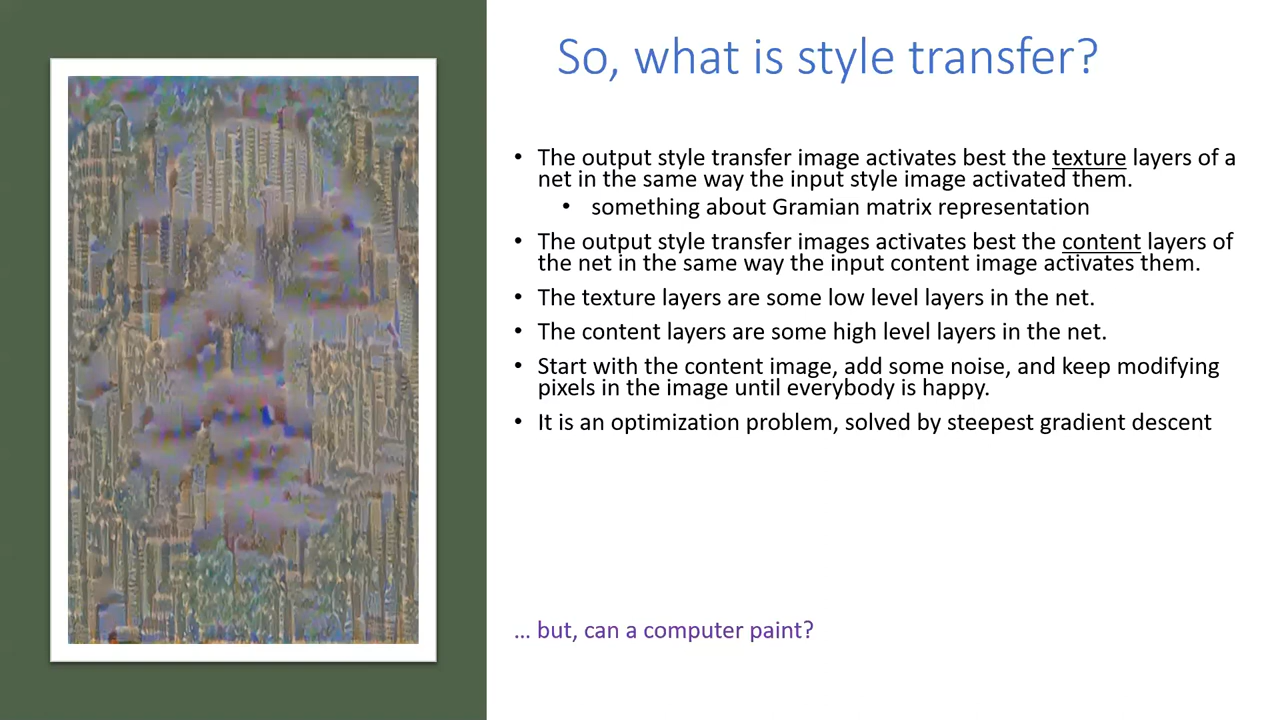 So, what is style transfer?
• The output style transfer image activates best the texture layers of a
net in the same way the input style image activated them.
• something about Gramian matrix representation
• The output style transfer images activates best the content layers of
the net in the same way the input content image activates them.
• The texture layers are some low level layers in the net.
• The content layers are some high level layers in the net.
• Start with the content image, add some noise, and keep modifying
pixels in the image until everybody is happy.
• It is an optimization problem, solved by steepest gradient descent
… but, can a computer paint?